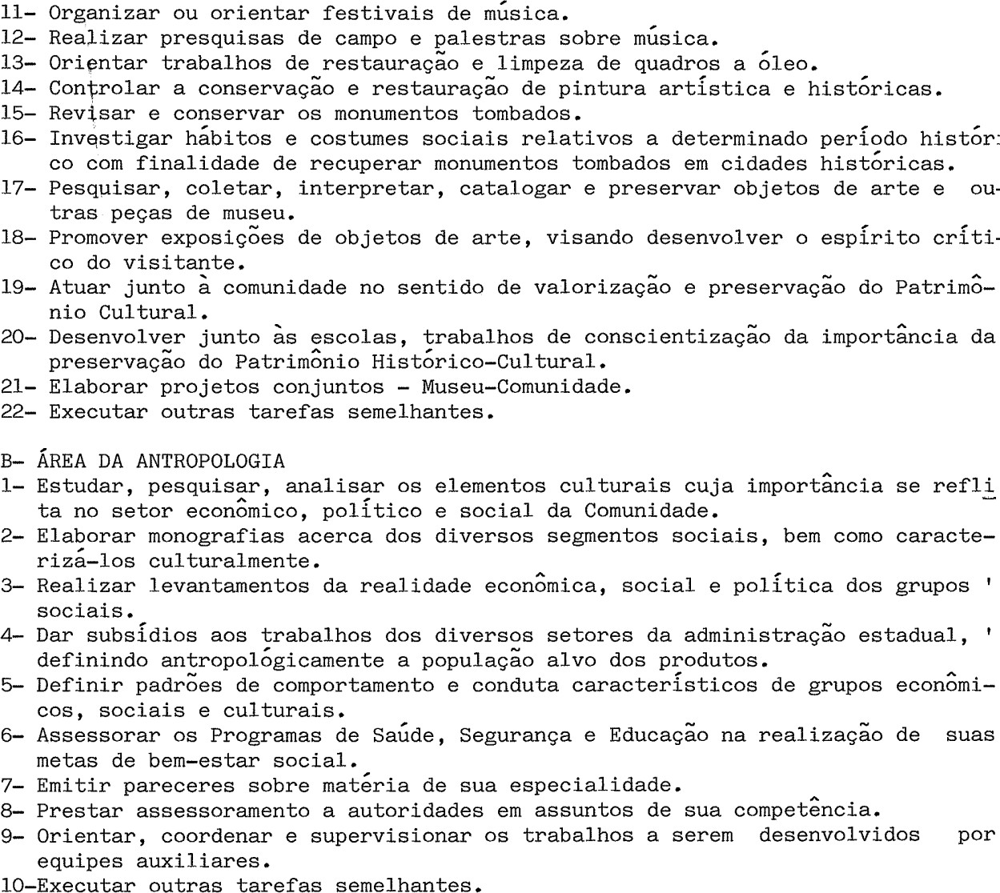 11- Organizar ou orientar festivais de música.
12- Realizar presquisas de campo e palestras sobre música.
13- Orientar trabalhos de restauração e limpeza de quadros a óleo.
14- Controlar a conservação e restauração de pintura artística e históricas.
15- Revisar e conservar os monumentos tombados.
16- Investigar hábitos e costumes sociais relativos a determinado período históri
co com finalidade de recuperar monumentos tombados em cidades históricas.
17- Pesquisar, coletar, interpretar, catalogar e preservar objetos de arte e ou-
tras peças de museu.
18- Promover exposições de objetos de arte, visando desenvolver o espírito críti-
co do visitante.
19- Atuar junto à comunidade no sentido de valorização e preservação do Patrimô-
nio Cultural.
20- Desenvolver junto às escolas, trabalhos de conscientização da importância da
preservação do Patrimônio Histórico-Cultural.
21- Elaborar projetos conjuntos - Museu-Comunidade.
22- Executar outras tarefas semelhantes.
B- ÁREA DA ANTROPOLOGIA
1- Estudar, pesquisar, analisar os elementos culturais cuja importância se refli
ta no setor econômico, político e social da Comunidade.
2- Elaborar monografias acerca dos diversos segmentos sociais, bem como caracte-
rizá-los culturalmente.
3- Realizar levantamentos da realidade econômica, social e política dos grupos '
sociais.
4- Dar subsídios aos trabalhos dos diversos setores da administração estadual, '
definindo antropológicamente a população alvo dos produtos.
5- Definir padrões de comportamento e conduta característicos de grupos econômi-
cos, sociais e culturais.
6- Assessorar os Programas de Saúde, Segurança e Educação na realização de suas
metas de bem-estar social.
7- Emitir pareceres sobre matéria de sua especialidade.
8- Prestar assessoramento a autoridades em assuntos de sua competência.
9- Orientar, coordenar e supervisionar os trabalhos a serem desenvolvidos por
equipes auxiliares.
10-Executar outras tarefas semelhantes.